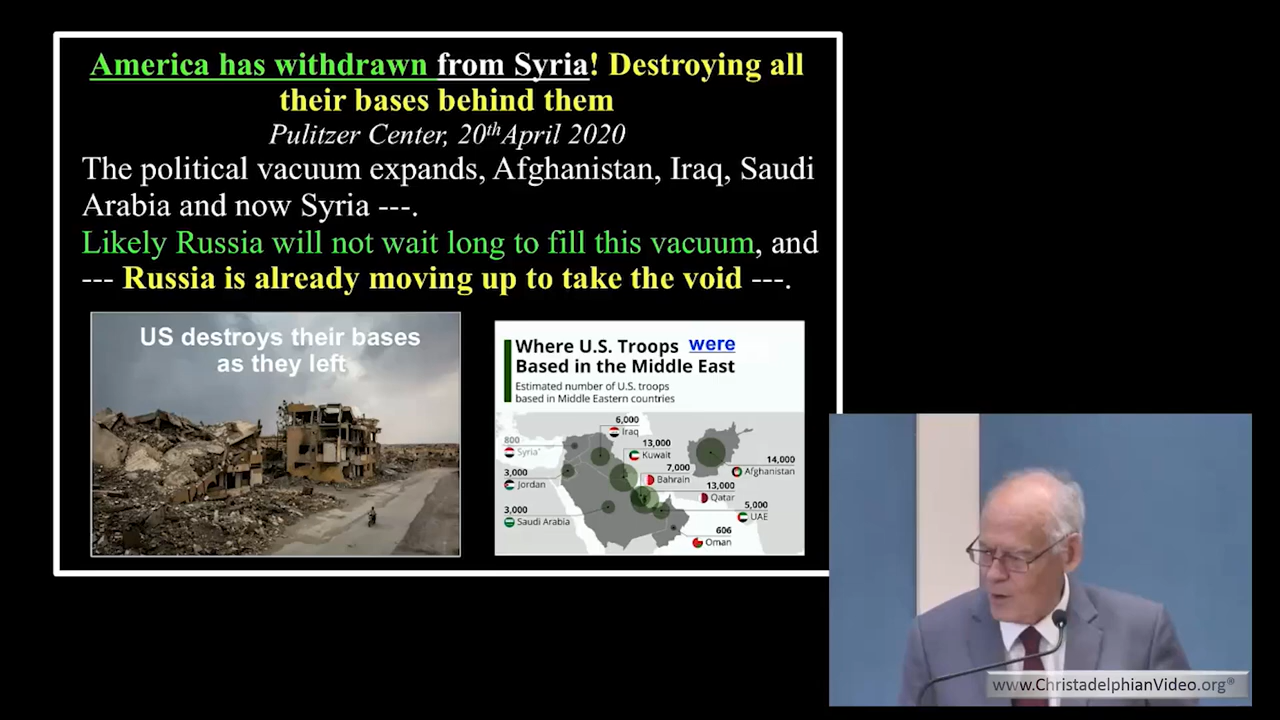 America has withdrawn from Syria! Destroying all
their bases behind them
Pulitzer Center, 20thApril 2020
The political vacuum expands, Afghanistan, Iraq, Saudi
Arabia and now Syria ---.
Likely Russia will not wait long to fill this vacuum, and
--- Russia is already moving up to take the void ---.
US destroys their bases
as they left
Where U.S. Troops were
Based in the Middle East
Estimated number of U.S. troops
based in Middle Eastern countries
6,000
Iraq
800
Syria*
13,000
Kuwait
14,000
Afghanistan
3,000
Jordan
7,000
Bahrain
13,000
Qatar
5,000
UAE
3,000
Saudi Arabia
606
Oman
www.ChristadelphianVideo.org®